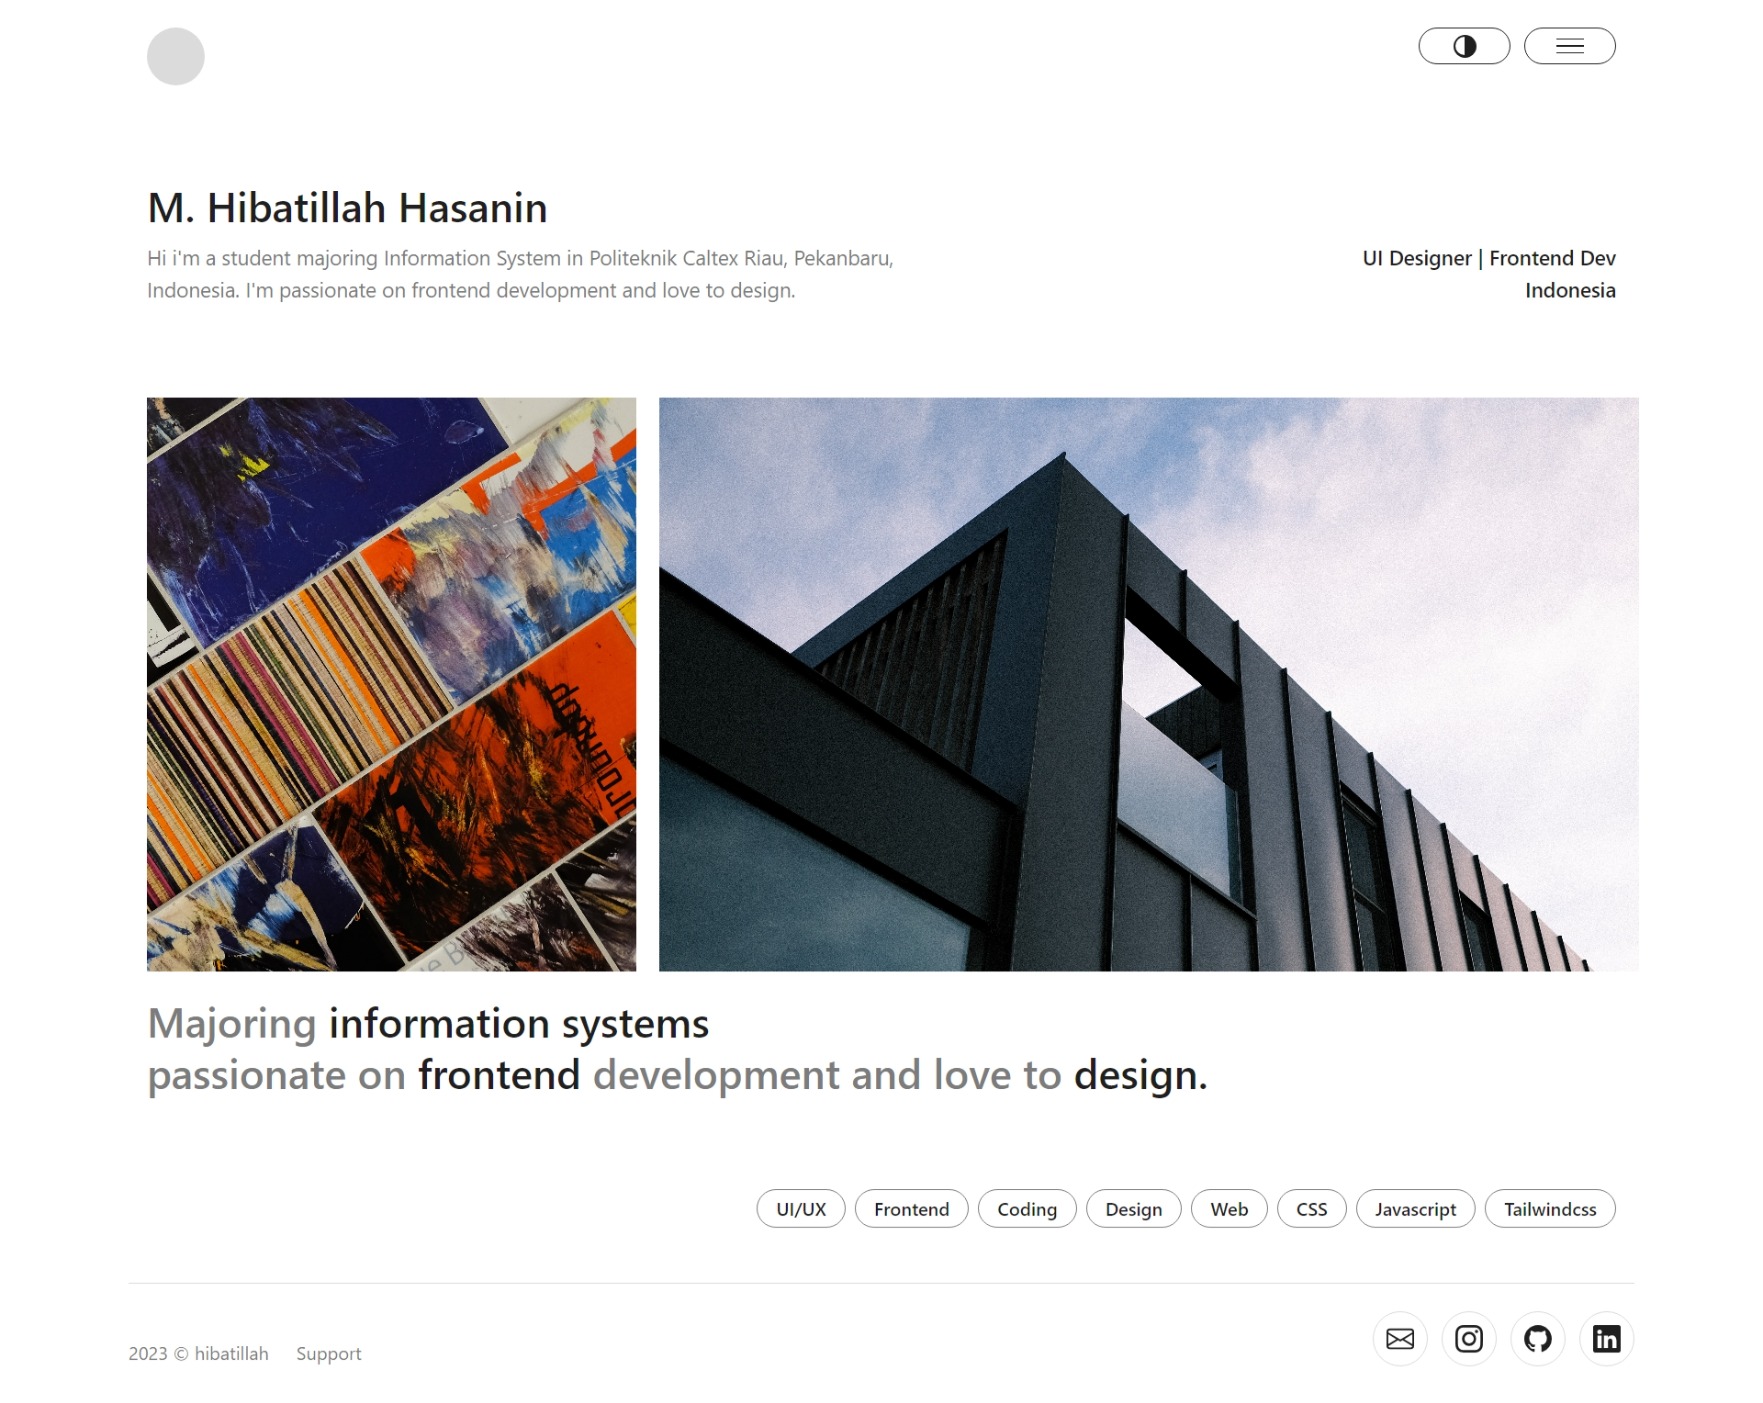 M. Hibatillah Hasanin
Hi i'm a student majoring Information System in Politeknik Caltex Riau, Pekanbaru,
Indonesia. I'm passionate on frontend development and love to design.
UI Designer | Frontend Dev
Indonesia
Majoring information systems
passionate on frontend development and love to design.
UI/UX
Frontend
Coding
Design
Web
CSS
Javascript
Tailwindcss
2023 © hibatillah
Support
in